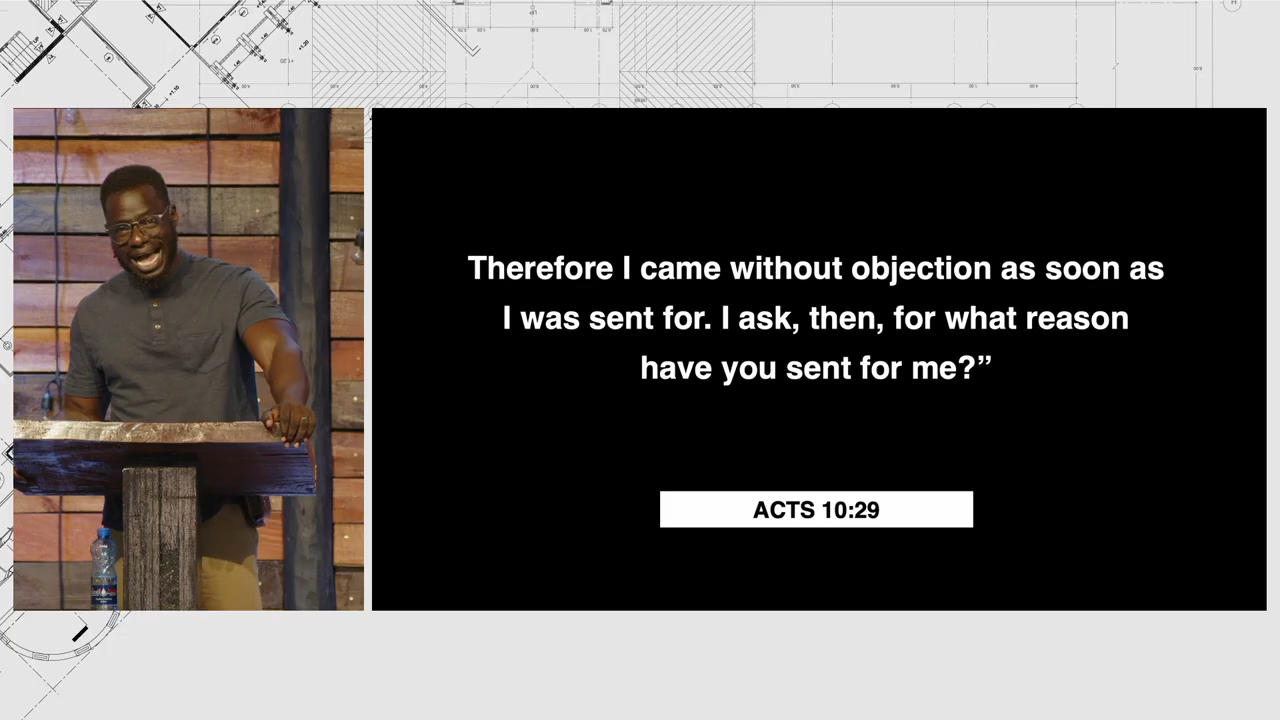 Therefore I came without objection as soon as
I was sent for. I ask, then, for what reason
have you sent for me?”
ACTS 10:29